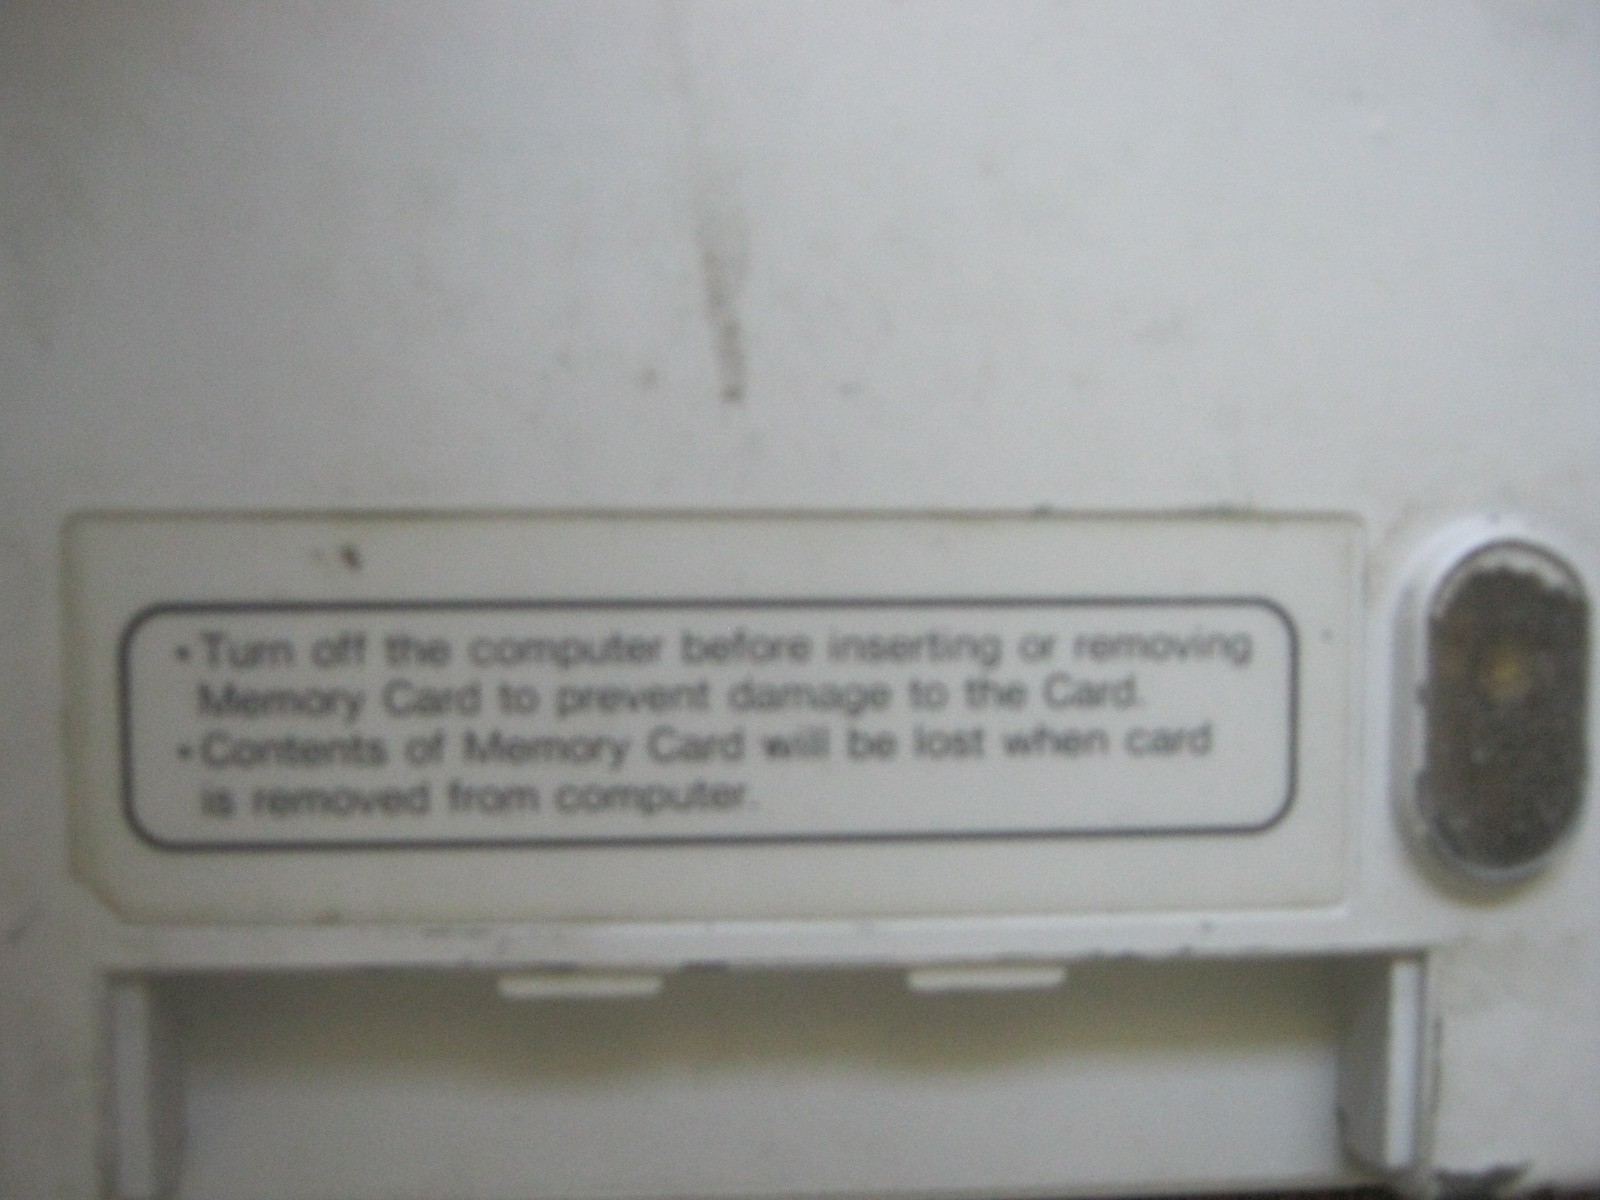 • Turn off the computer before inserting or removing
Memory Card to prevent damage to the Card.
• Contents of Memory Card will be lost when card
is removed from computer.